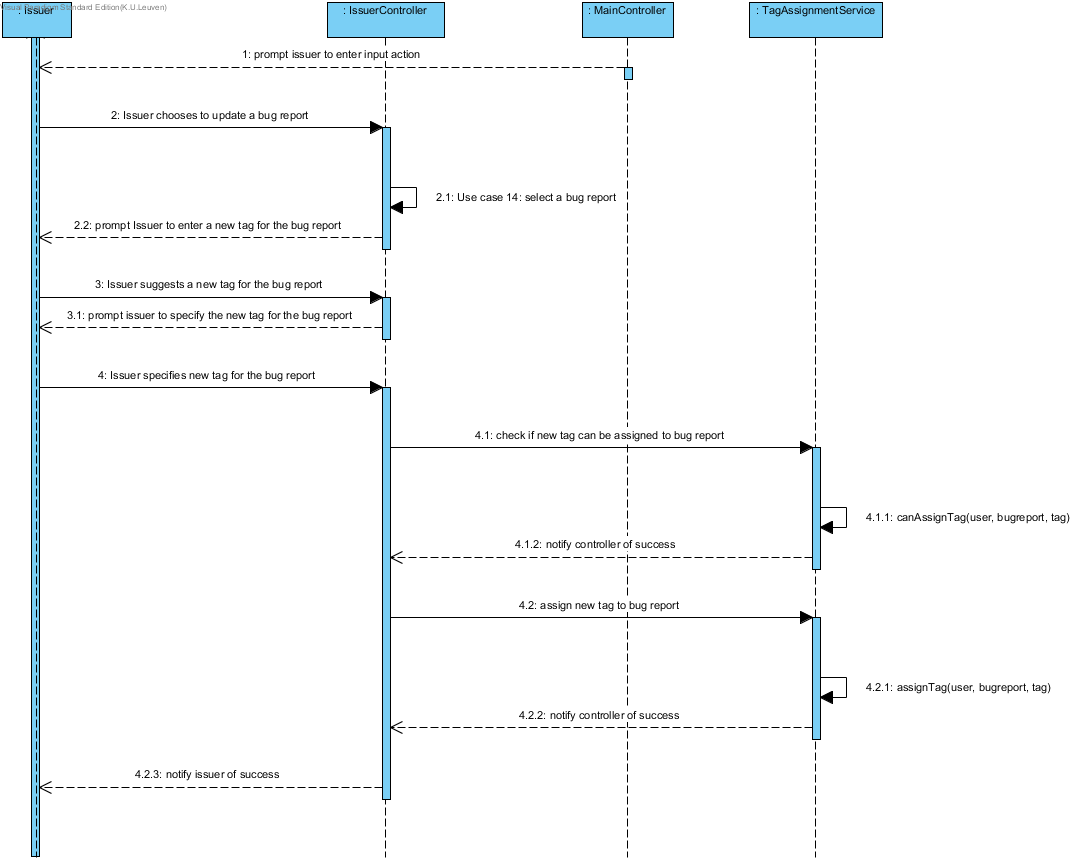 Visual Paradigm Standard Edition(K.U.Leuven)
: Issuer
: IssuerController
: MainController
: TagAssignmentService
1: prompt issuer to enter input action
2: Issuer chooses to update a bug report
2.1: Use case 14: select a bug report
2.2: prompt Issuer to enter a new tag for the bug report
3: Issuer suggests a new tag for the bug report
3.1: prompt issuer to specify the new tag for the bug report
4: Issuer specifies new tag for the bug report
4.1: check if new tag can be assigned to bug report
4.1.1: canAssignTag(user, bugreport, tag)
4.1.2: notify controller of success
4.2: assign new tag to bug report
4.2.1: assignTag(user, bugreport, tag)
4.2.2: notify controller of success
4.2.3: notify issuer of success